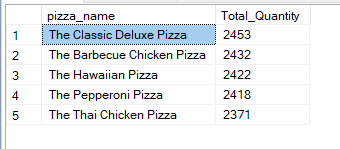 pizza_name Total_Quantity
1 The Classic Deluxe Pizza 2453
2 The Barbecue Chicken Pizza 2432
3 The Hawaiian Pizza 2422
4 The Pepperoni Pizza 2418
5 The Thai Chicken Pizza 2371